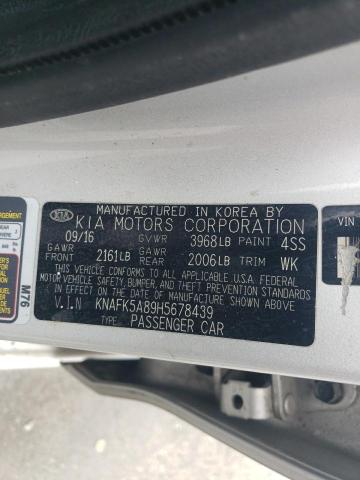 MANUFACTURED IN KOREA BY
KIA KIA MOTORS CORPORATION
09/16 GVWR 3968LB PAINT 4SS
GAWR FRONT 2161LB GAWR REAR 2006LB TRIM WK
THIS VEHICLE CONFORMS TO ALL APPLICABLE U.S.A. FEDERAL
MOTOR VEHICLE SAFETY, BUMPER, AND THEFT PREVENTION STANDARDS
IN EFFECT ON THE DATE OF MANUFACTURE SHOWN ABOVE.
V.I.N KNAFK5A89H5678439
TYPE: PASSENGER CAR
M76
VIN